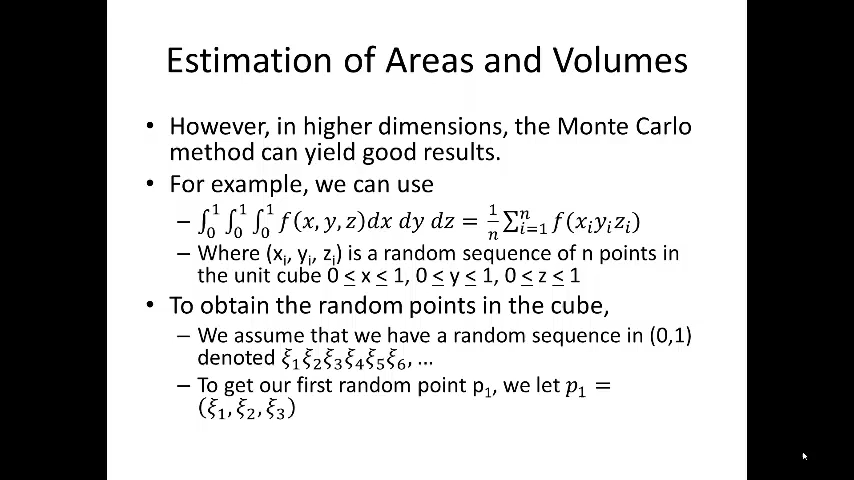 Estimation of Areas and Volumes
• However, in higher dimensions, the Monte Carlo
method can yield good results.
• For example, we can use
– ∫₀¹ ∫₀¹ ∫₀¹ f(x, y, z)dx dy dz = 1/n ∑ⁿᵢ₌₁ f(xᵢyᵢzᵢ)
– Where (xᵢ, yᵢ, zᵢ) is a random sequence of n points in
the unit cube 0 ≤ x ≤ 1, 0 ≤ y ≤ 1, 0 ≤ z ≤ 1
• To obtain the random points in the cube,
– We assume that we have a random sequence in (0,1)
denoted ξ₁ξ₂ξ₃ξ₄ξ₅ξ₆, ...
– To get our first random point p₁, we let p₁ =
(ξ₁, ξ₂, ξ₃)